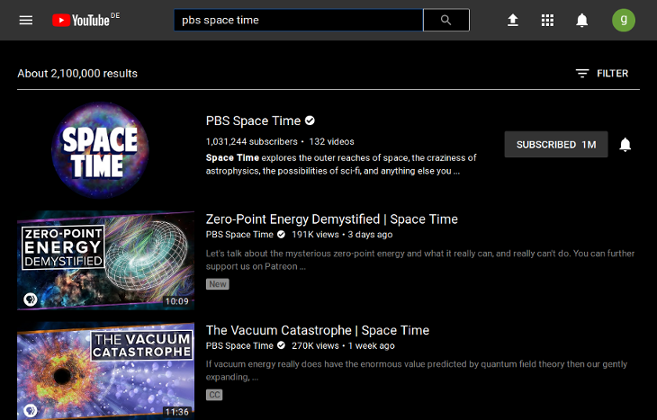 YouTube DE
pbs space time
g
About 2,100,000 results
FILTER
SPACE
TIME
PBS Space Time
1,031,244 subscribers • 132 videos
Space Time explores the outer reaches of space, the craziness of
astrophysics, the possibilities of sci-fi, and anything else you ...
SUBSCRIBED 1M
ZERO-POINT
ENERGY
DEMYSTIFIED
10:09
Zero-Point Energy Demystified | Space Time
PBS Space Time 191K views • 3 days ago
Let's talk about the mysterious zero-point energy and what it really can, and really can't do. You can further
support us on Patreon ...
New
THE VACUUM
CATASTROPHE
11:36
The Vacuum Catastrophe | Space Time
PBS Space Time 270K views • 1 week ago
If vacuum energy really does have the enormous value predicted by quantum field theory then our gently
expanding, ...
CC